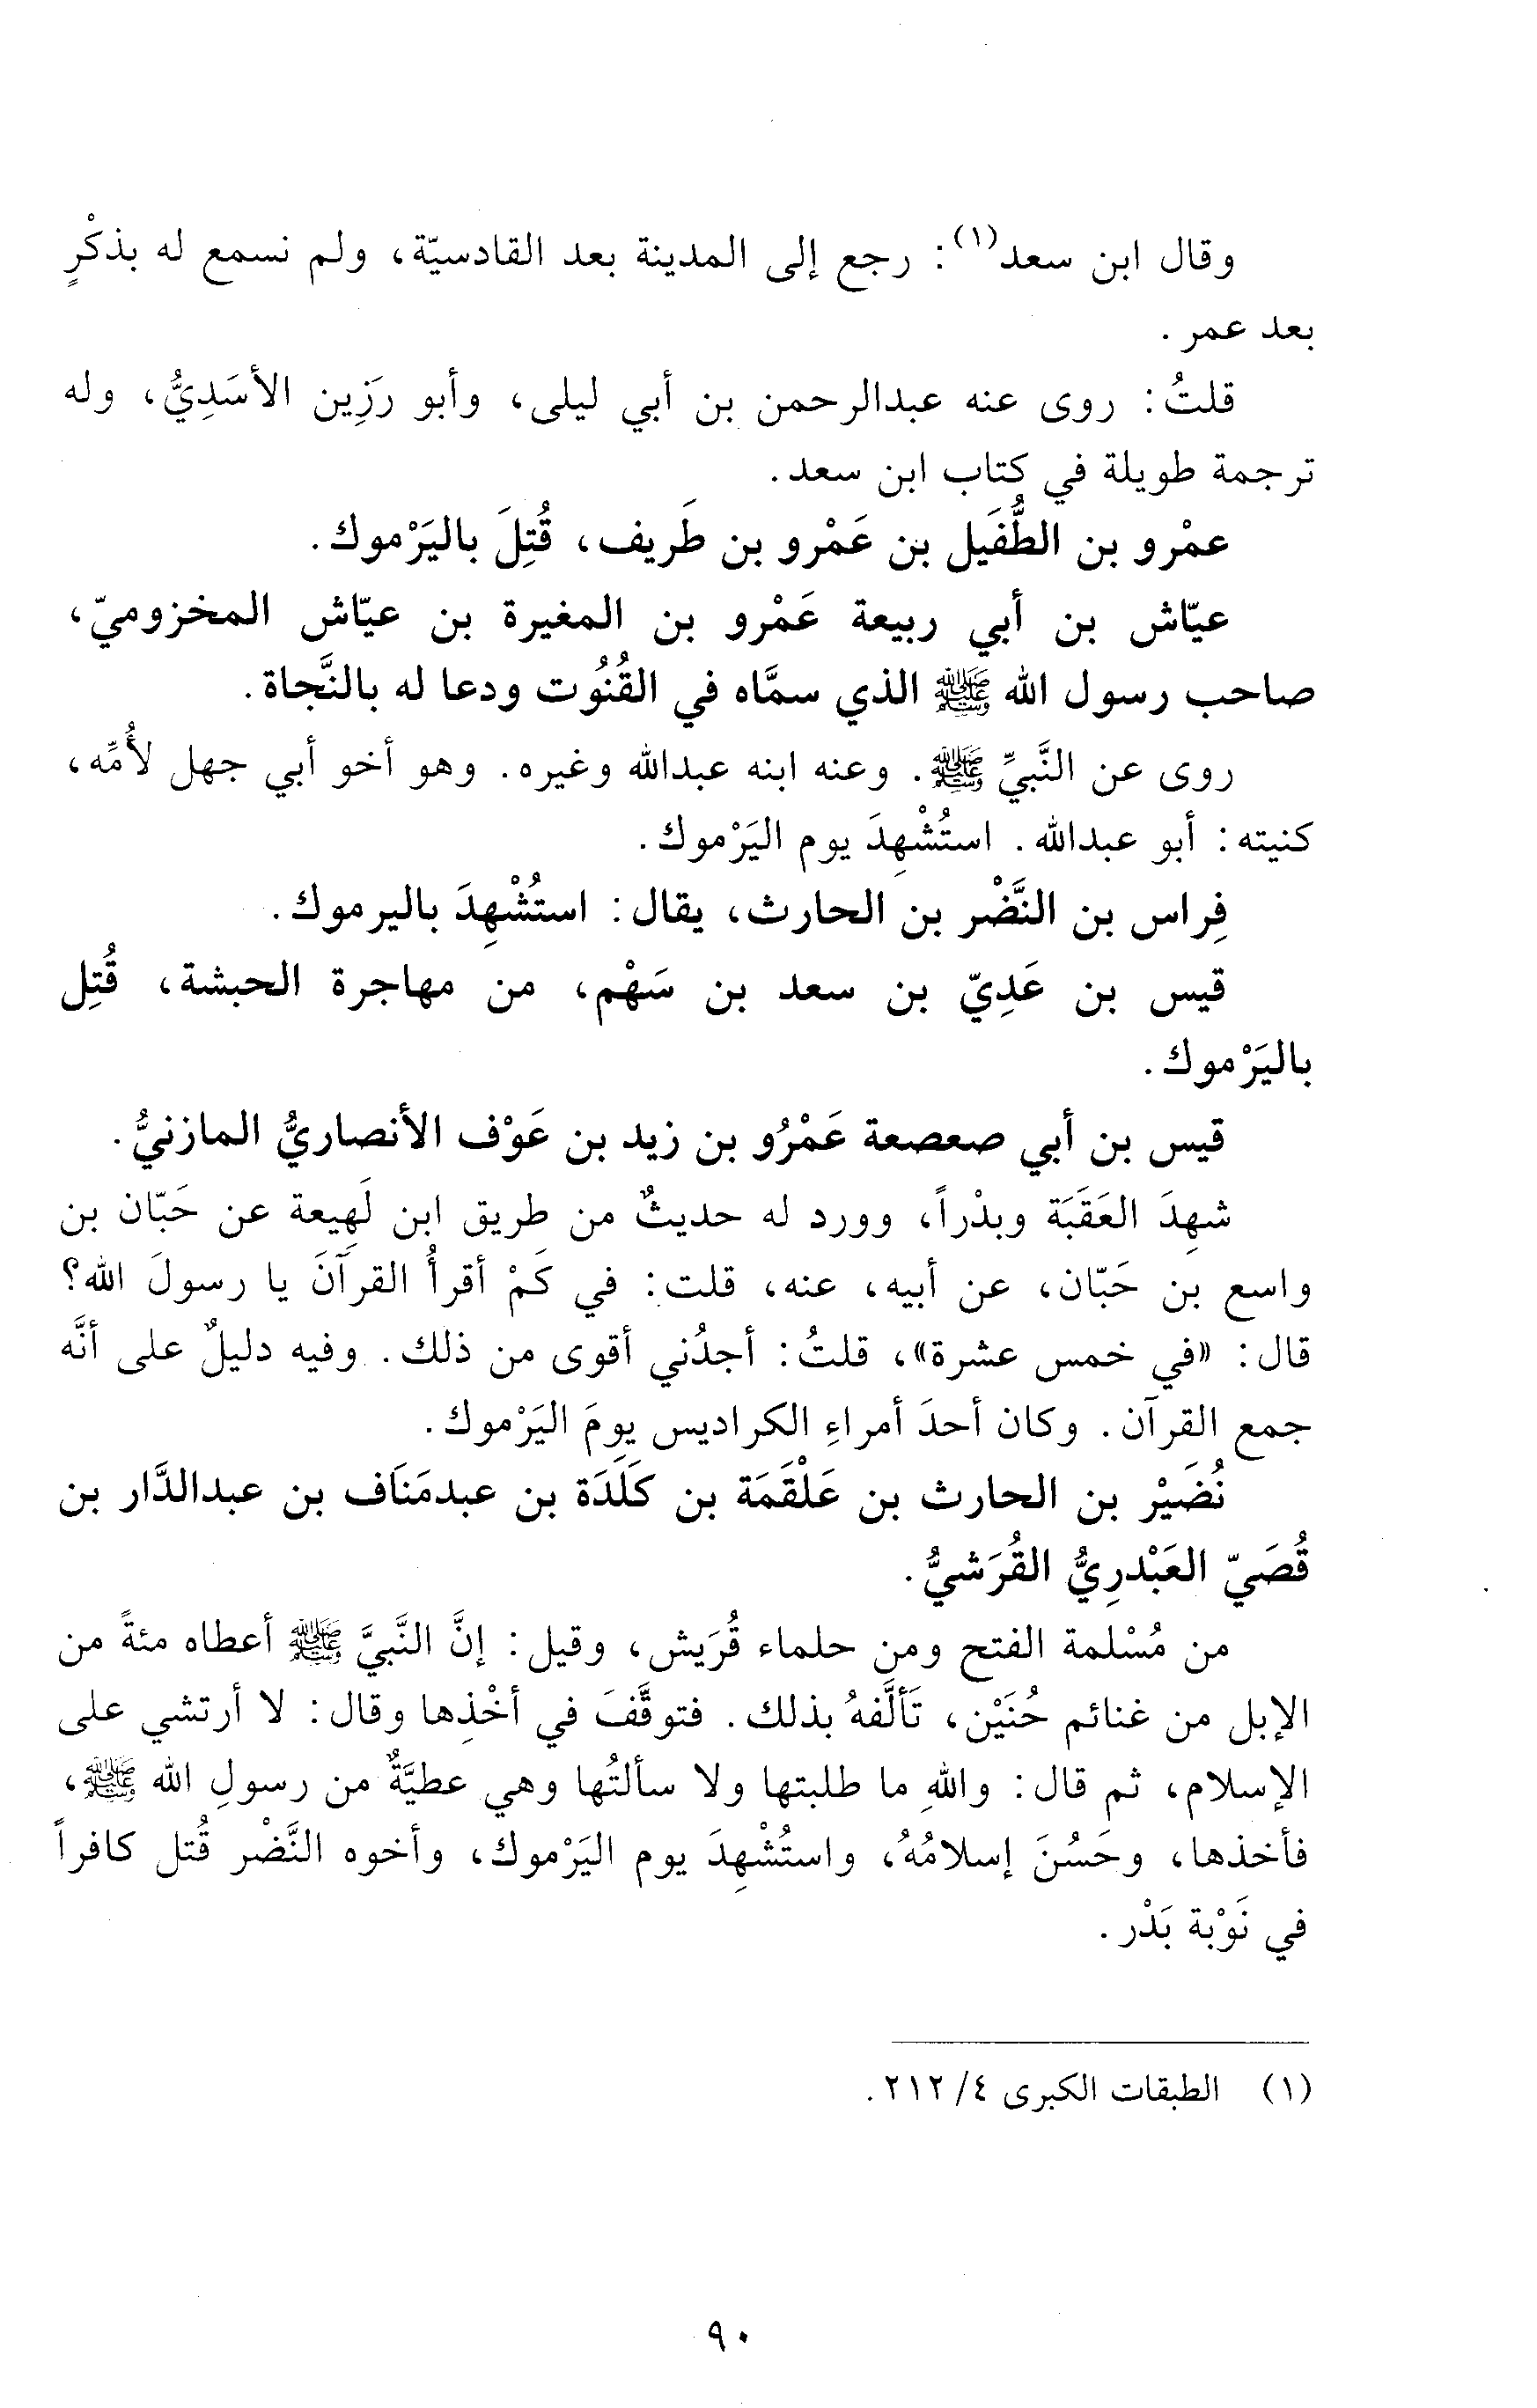 وقال ابن سعد(١): رجع إلى المدينة بعد القادسيّة، ولم نسمع له بذكْرٍ
بعد عمر.
قلتُ: روى عنه عبدالرحمن بن أبي ليلى، وأبو رَزِين الأسَدِيُّ، وله
ترجمة طويلة في كتاب ابن سعد.
عمْرو بن الطُّفَيل بن عَمْرو بن طَريف، قُتِلَ باليَرْموك.
عيّاش بن أبي ربيعة عَمْرو بن المغيرة بن عيّاش المخزوميّ،
صاحب رسول الله ﷺ الذي سمَّاه في القُنُوت ودعا له بالنَّجاة.
روى عن النَّبيِّ ﷺ. وعنه ابنه عبدالله وغيره. وهو أخو أبي جهل لأُمِّه،
كنيته: أبو عبدالله. استُشْهِدَ يوم اليَرْموك.
فِراس بن النَّضْر بن الحارث، يقال: استُشْهِدَ باليرموك.
قيس بن عَدِيّ بن سعد بن سَهْم، من مهاجرة الحبشة، قُتِل
باليَرْموك.
قيس بن أبي صعصعة عَمْرُو بن زيد بن عَوْف الأنصاريُّ المازنيُّ.
شهِدَ العَقَبَة وبدْراً، وورد له حديثٌ من طريق ابن لَهِيعة عن حَبّان بن
واسع بن حَبّان، عن أبيه، عنه، قلت: في كَمْ أقرأُ القرآنَ يا رسولَ الله؟
قال: «في خمس عشرة»، قلتُ: أجدُني أقوى من ذلك. وفيه دليلٌ على أنَّه
جمع القرآن. وكان أحدَ أمراءِ الكراديس يومَ اليَرْموك.
نُضَيْر بن الحارث بن عَلْقَمَة بن كَلَدَة بن عبدمَنَاف بن عبدالدَّار بن
قُصَيّ العَبْدرِيُّ القُرَشيُّ.
من مُسْلمة الفتح ومن حلماء قُرَيش، وقيل: إنَّ النَّبيَّ ﷺ أعطاه مئةً من
الإبل من غنائم حُنَيْن، تَألَّفهُ بذلك. فتوقَّفَ في أخْذِها وقال: لا أرتشي على
الإسلام، ثم قال: واللهِ ما طلبتها ولا سألتُها وهي عطيَّةٌ من رسولِ الله ﷺ،
فأخذها، وحَسُنَ إسلامُهُ، واستُشْهِدَ يوم اليَرْموك، وأخوه النَّضْر قُتل كافراً
في نَوْبة بَدْر.
(١) الطبقات الكبرى ٤/ ٢١٢.
٩٠